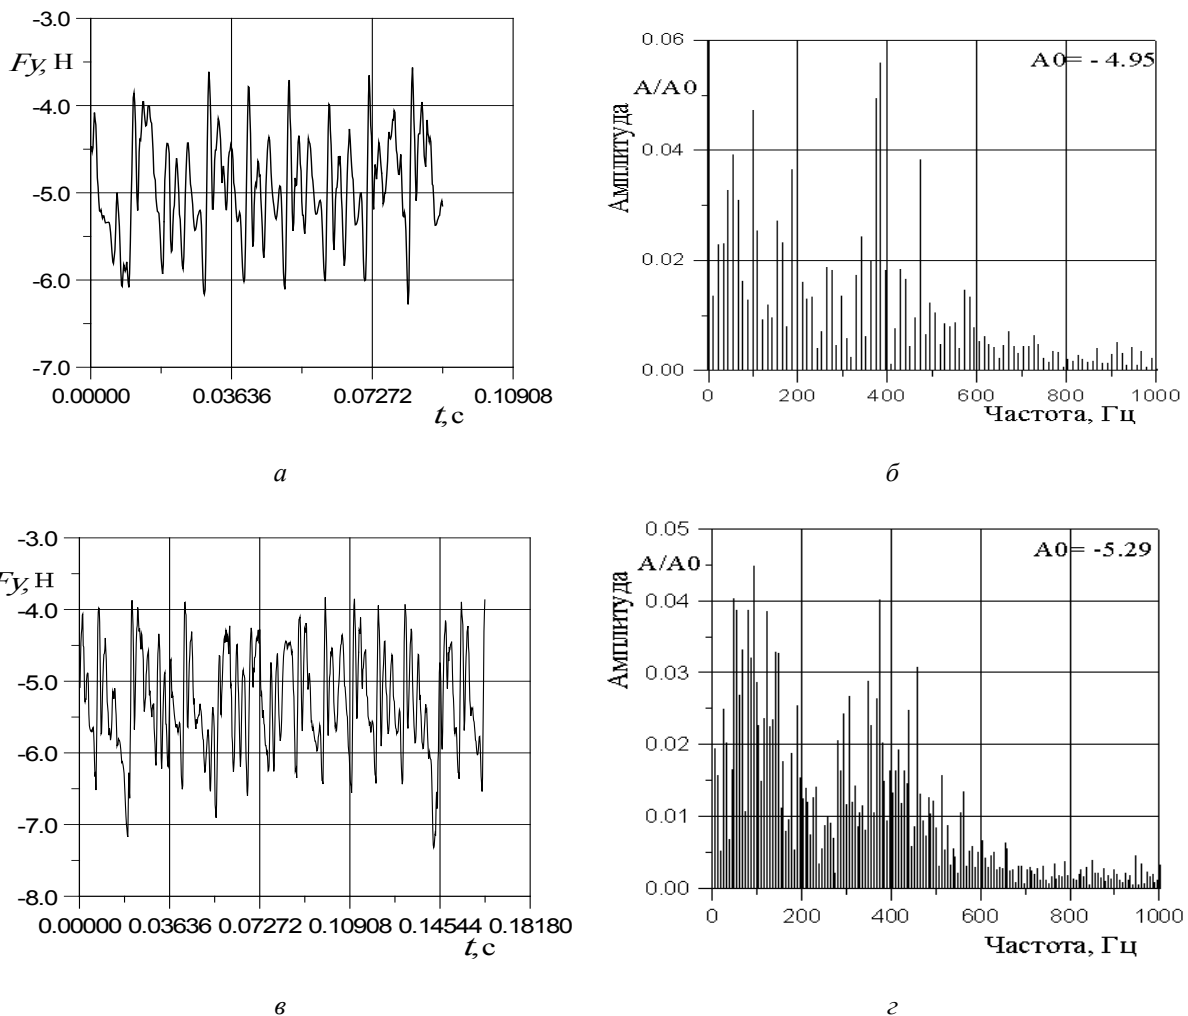 -3.0
Fy, Н
-4.0
-5.0
-6.0
-7.0
0.00000 0.03636 0.07272 0.10908
t,с
а
0.06
A0= - 4.95
A/A0
Амплитуда
0.04
0.02
0.00
0 200 400 600 800 1000
Частота, Гц
б
-3.0
Fy, Н
-4.0
-5.0
-6.0
-7.0
-8.0
0.00000 0.03636 0.07272 0.10908 0.14544 0.18180
t,с
в
0.05
A0= -5.29
A/A0
Амплитуда
0.04
0.03
0.02
0.01
0.00
0 200 400 600 800 1000
Частота, Гц
г